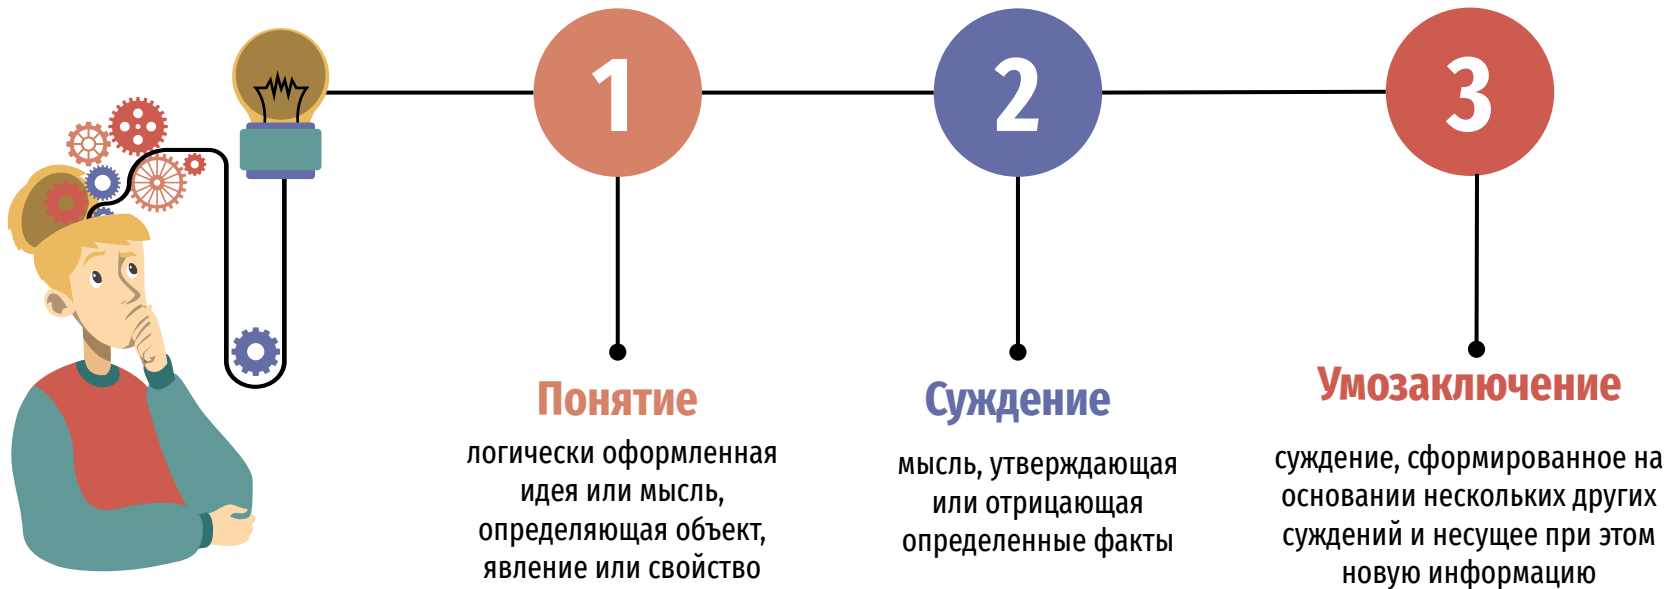 1
Понятие
логически оформленная
идея или мысль,
определяющая объект,
явление или свойство
2
Суждение
мысль, утверждающая
или отрицающая
определенные факты
3
Умозаключение
суждение, сформированное на
основании нескольких других
суждений и несущее при этом
новую информацию